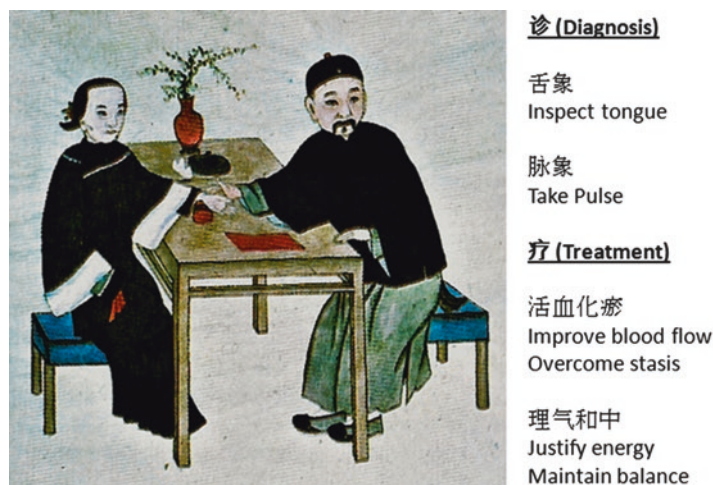 诊 (Diagnosis)
舌象
Inspect tongue
脉象
Take Pulse
疗 (Treatment)
活血化瘀
Improve blood flow
Overcome stasis
理气和中
Justify energy
Maintain balance